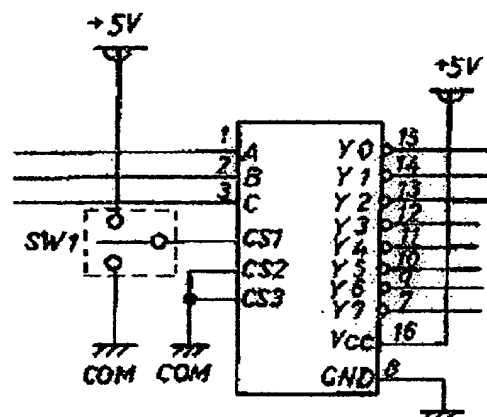 +5V
+5V
1
A
2
B
3
C
SW1
CS1
CS2
CS3
COM
COM
Y0 15
Y1 14
Y2 13
Y3 12
Y4 11
Y5 10
Y6 9
Y7 7
VCC 16
GND 8